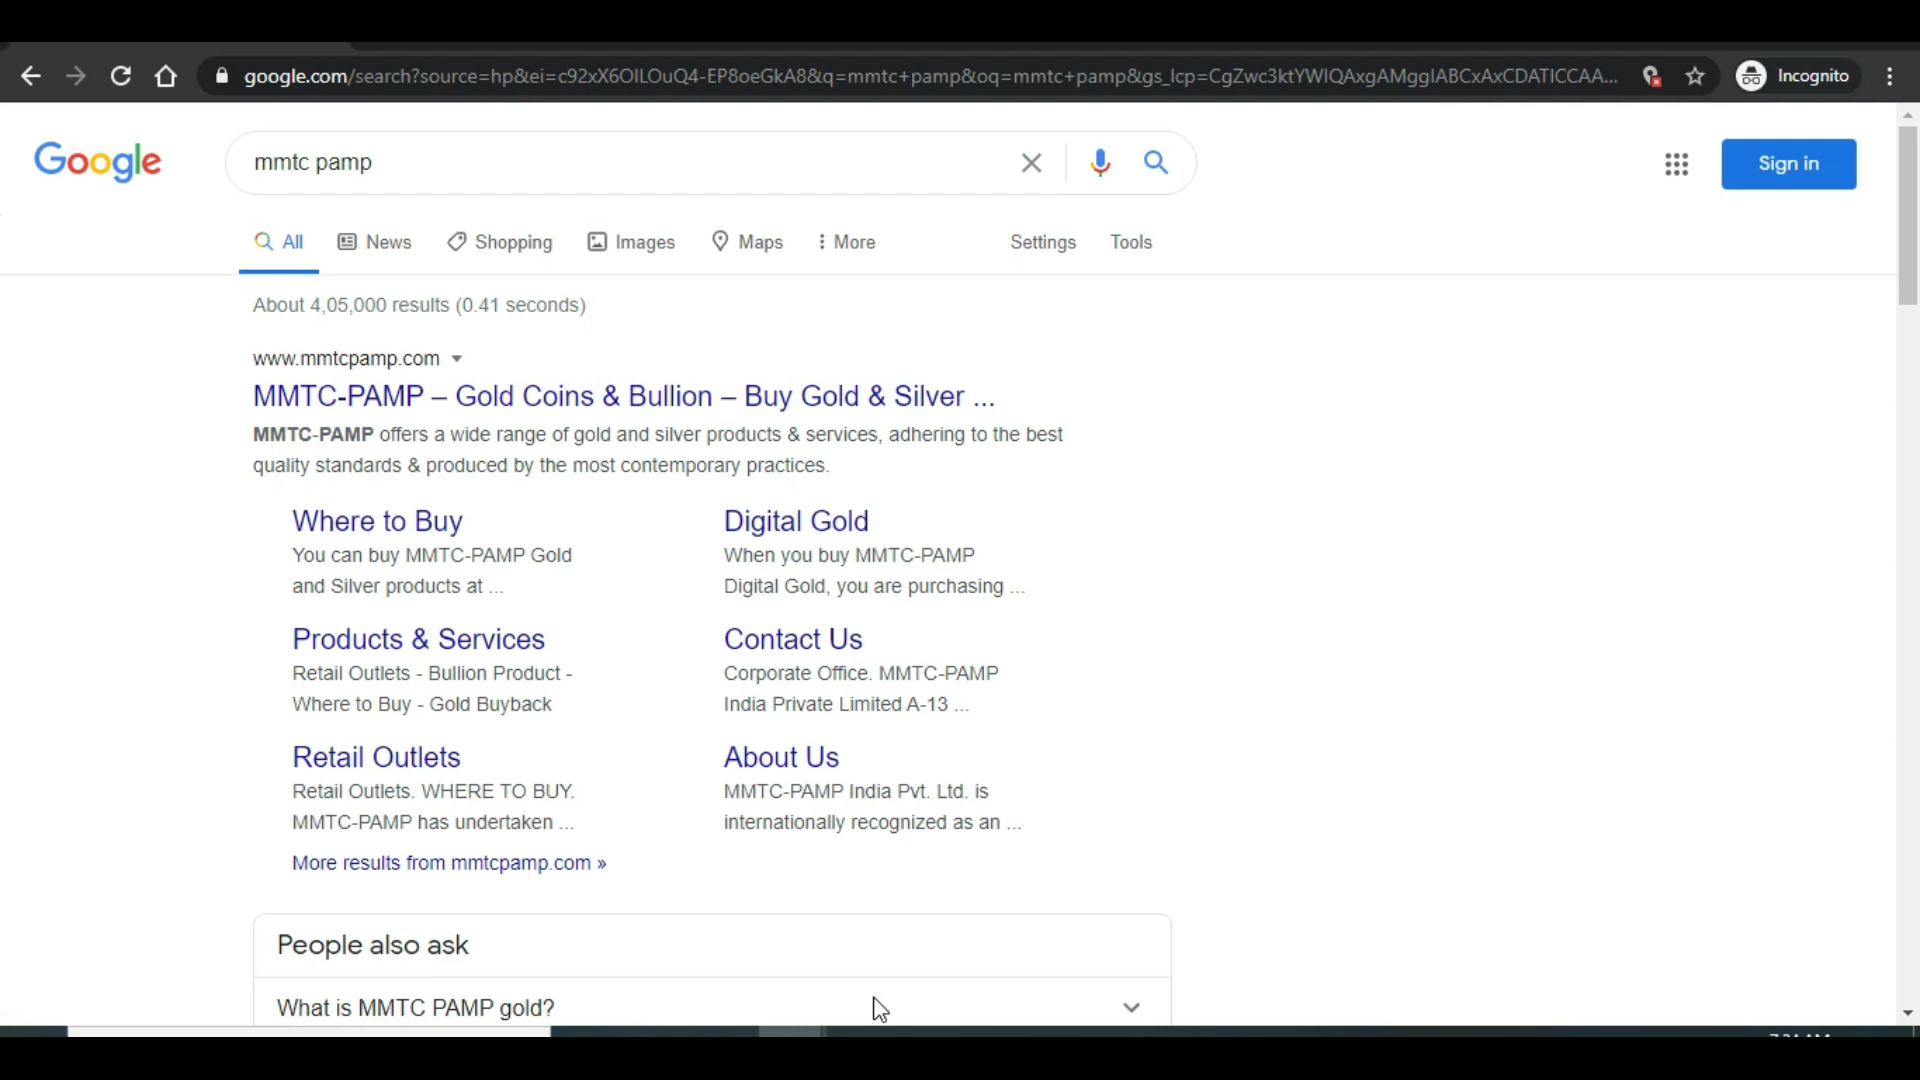 google.com/search?source=hp&ei=c92xX6OILOuQ4-EP8oeGkA8&q=mmtc+pamp&oq=mmtc+pamp&gs_lcp=CgZwc3ktYWIQAxgAMggIABCxAxCDATICCAA...
Incognito
Google
mmtc pamp
Sign in
All News Shopping Images Maps More Settings Tools
About 4,05,000 results (0.41 seconds)
www.mmtcpamp.com
MMTC-PAMP – Gold Coins & Bullion – Buy Gold & Silver ...
MMTC-PAMP offers a wide range of gold and silver products & services, adhering to the best
quality standards & produced by the most contemporary practices.
Where to Buy
You can buy MMTC-PAMP Gold
and Silver products at ...
Digital Gold
When you buy MMTC-PAMP
Digital Gold, you are purchasing ...
Products & Services
Retail Outlets - Bullion Product -
Where to Buy - Gold Buyback
Contact Us
Corporate Office. MMTC-PAMP
India Private Limited A-13 ...
Retail Outlets
Retail Outlets. WHERE TO BUY.
MMTC-PAMP has undertaken ...
About Us
MMTC-PAMP India Pvt. Ltd. is
internationally recognized as an ...
More results from mmtcpamp.com »
People also ask
What is MMTC PAMP gold?